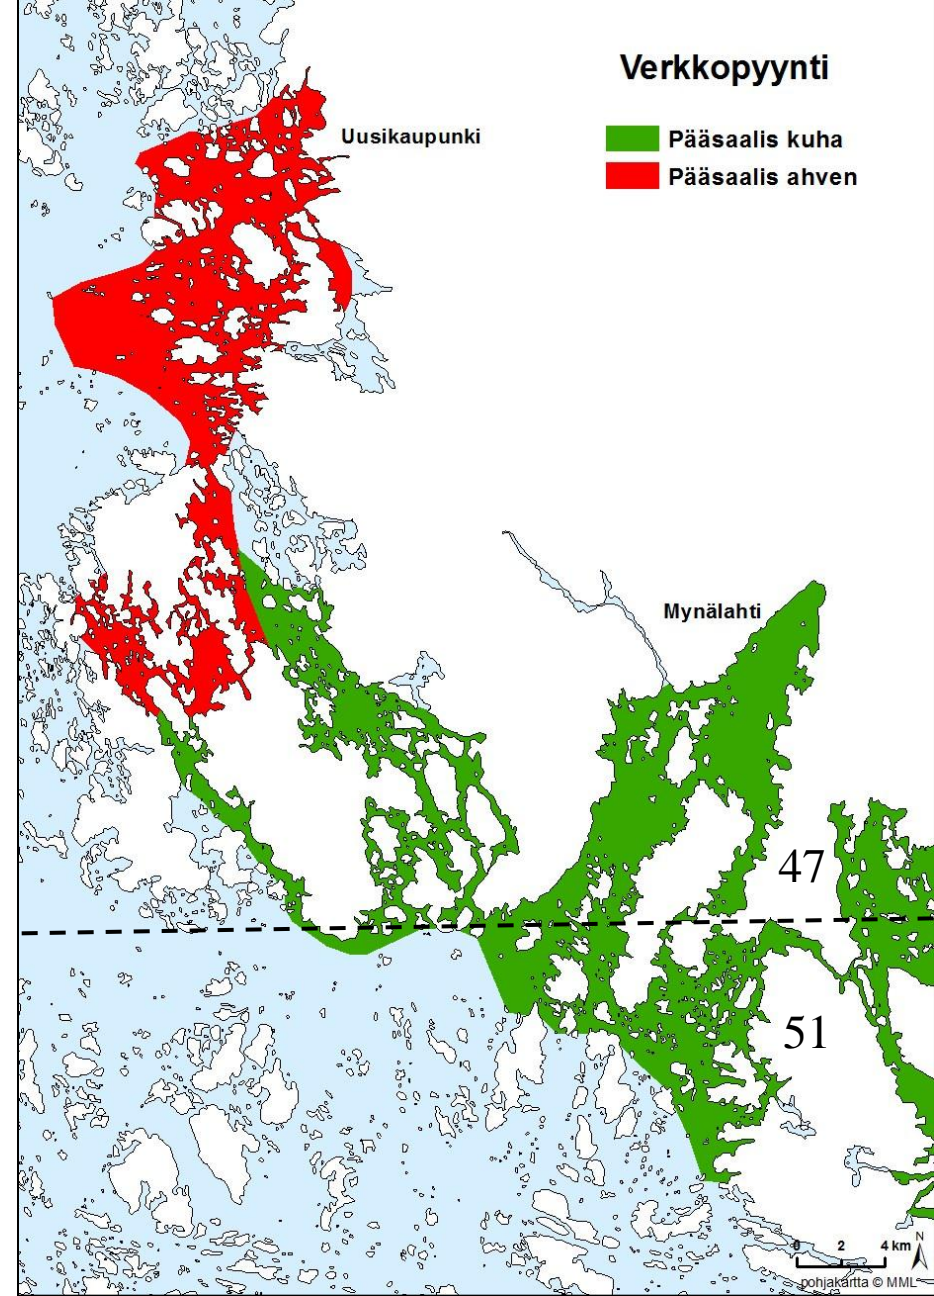 Verkkopyynti
Uusikaupunki
Pääsaalis kuha
Pääsaalis ahven
Mynälahti
47
51
N
0 2 4 km
pohjakartta © MML